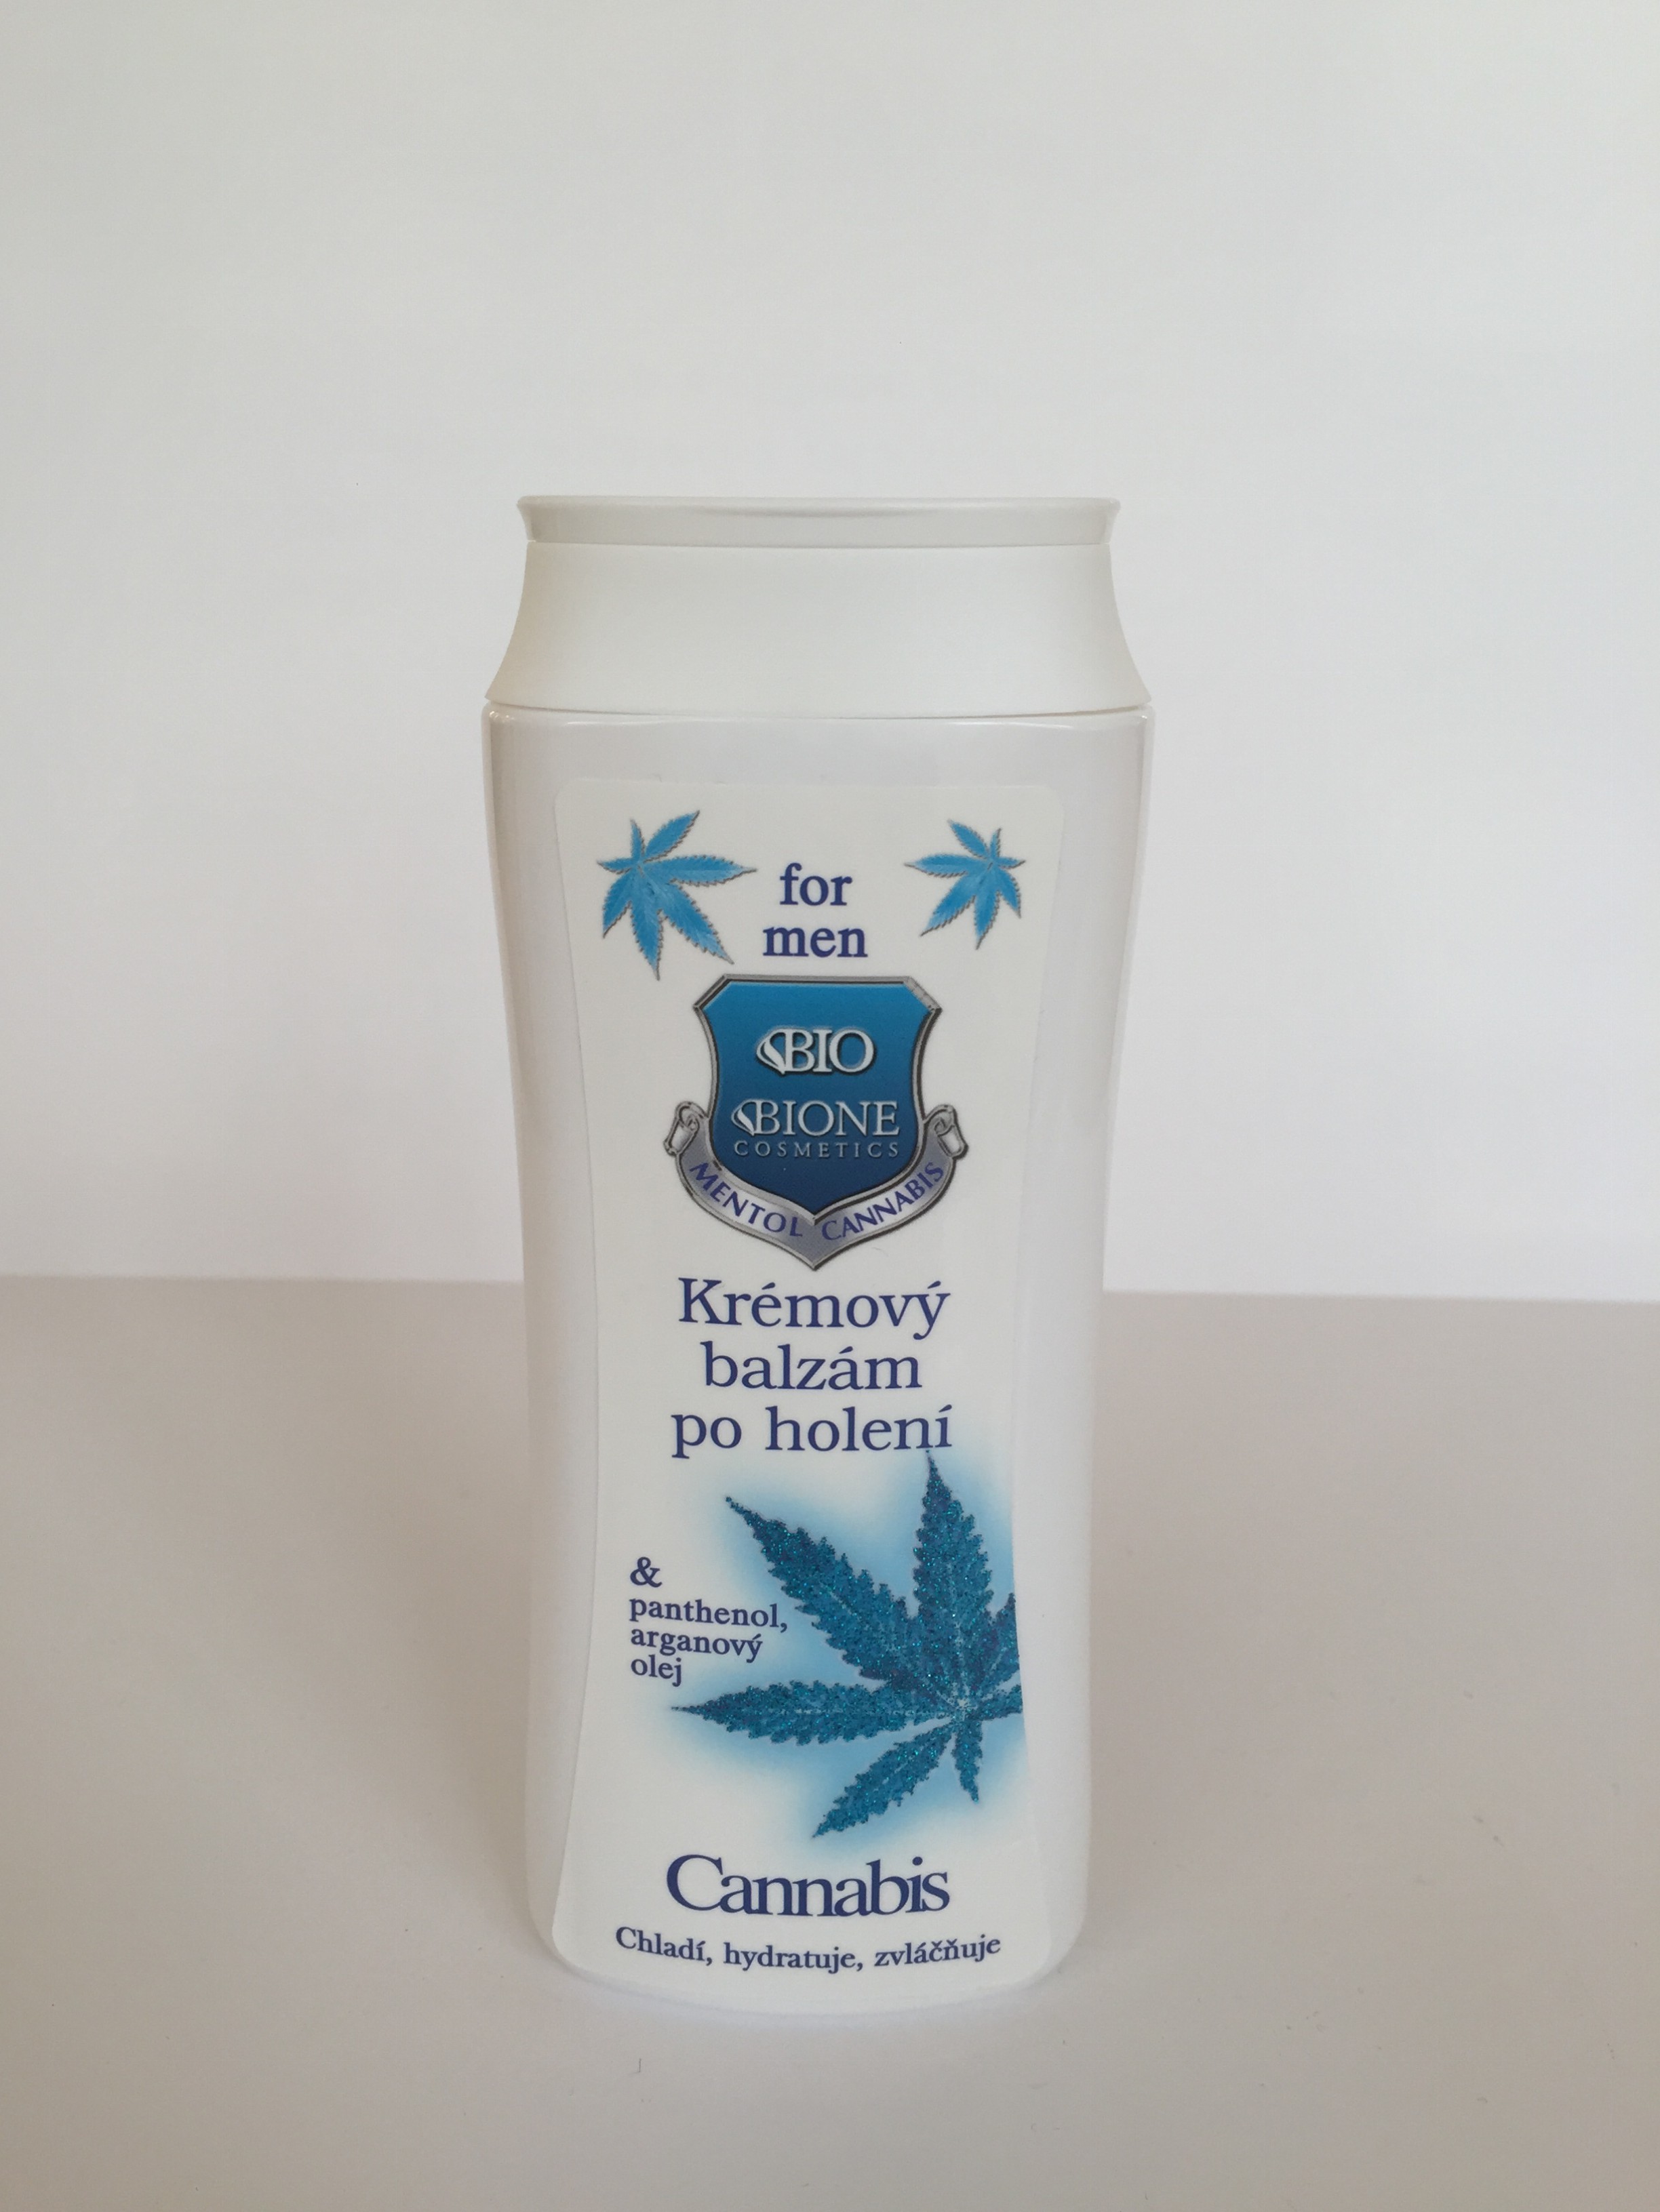 for
men
BIO
BIONE
COSMETICS
MENTOL CANNABIS
Krémový
balzám
po holení
&
panthenol,
arganový
olej
Cannabis
Chladí, hydratuje, zvláčňuje